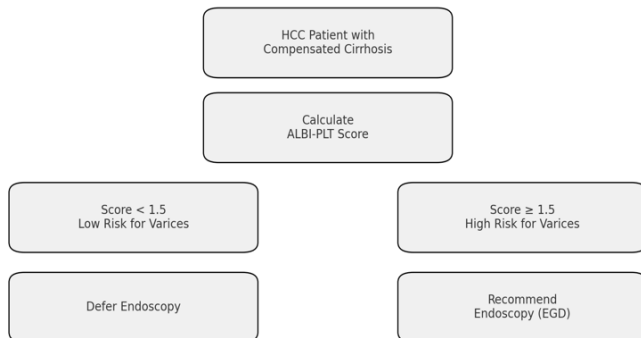 HCC Patient with
Compensated Cirrhosis
Calculate
ALBI-PLT Score
Score < 1.5
Low Risk for Varices
Score ≥ 1.5
High Risk for Varices
Defer Endoscopy
Recommend
Endoscopy (EGD)